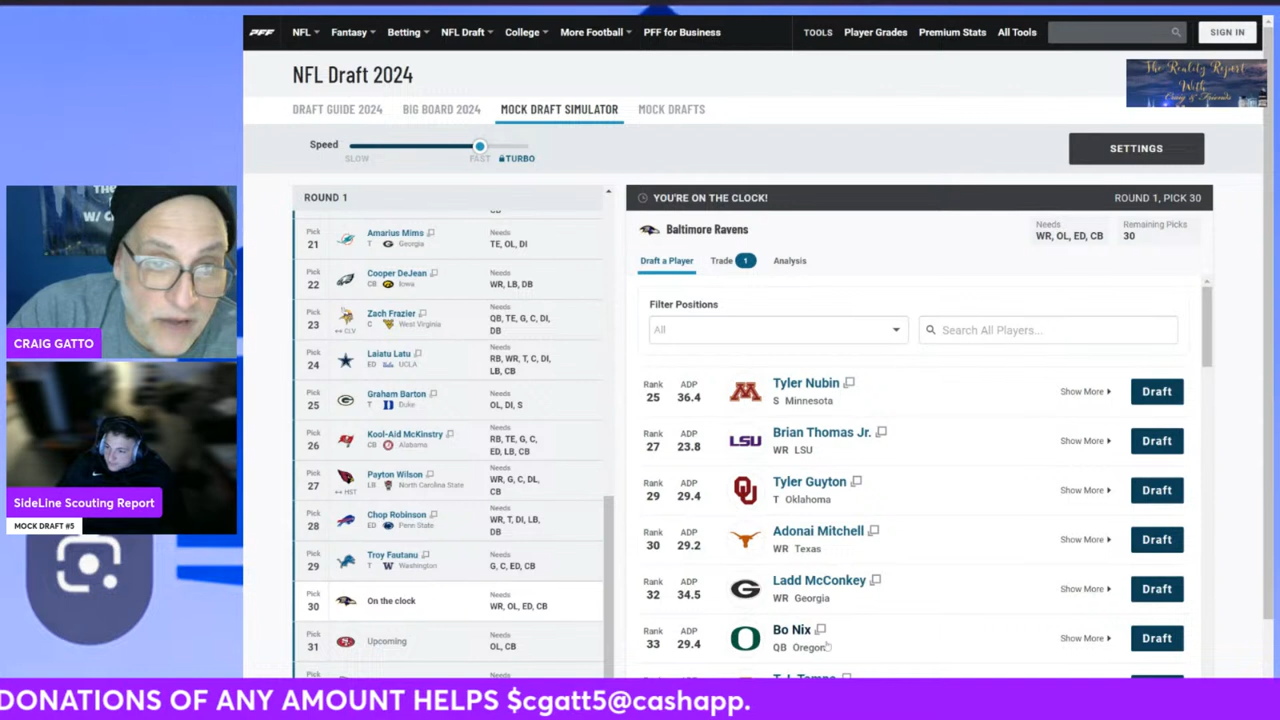 PFF NFL Fantasy Betting NFL Draft College More Football PFF for Business TOOLS Player Grades Premium Stats All Tools SIGN IN
NFL Draft 2024
The Reality Report
With
Craig & Friends
DRAFT GUIDE 2024 BIG BOARD 2024 MOCK DRAFT SIMULATOR MOCK DRAFTS
Speed
SLOW FAST TURBO
SETTINGS
ROUND 1
CB
Pick 21 Amarius Mims
T Georgia
Needs
TE, OL, DI
Pick 22 Cooper DeJean
CB Iowa
Needs
WR, LB, DB
Pick 23 Zach Frazier
↔ CLV C West Virginia
Needs
QB, TE, G, C, DI,
DB
Pick 24 Laiatu Latu
ED UCLA
Needs
RB, WR, T, C, DI,
LB, CB
Pick 25 Graham Barton
T Duke
Needs
OL, DI, S
Pick 26 Kool-Aid McKinstry
CB Alabama
Needs
RB, TE, G, C,
ED, LB, CB
Pick 27 Payton Wilson
↔ HST LB North Carolina State
Needs
WR, G, C, DL,
CB
Pick 28 Chop Robinson
ED Penn State
Needs
WR, T, DI, LB,
DB
Pick 29 Troy Fautanu
T Washington
Needs
G, C, ED, CB
Pick 30 On the clock
Needs
WR, OL, ED, CB
Pick 31 Upcoming
Needs
OL, CB
Pick
Needs
YOU'RE ON THE CLOCK! ROUND 1, PICK 30
Baltimore Ravens
Needs
WR, OL, ED, CB
Remaining Picks
30
Draft a Player Trade 1 Analysis
Filter Positions
All
Search All Players...
Rank 25 ADP 36.4 Tyler Nubin
S Minnesota
Show More Draft
Rank 27 ADP 23.8 LSU Brian Thomas Jr.
WR LSU
Show More Draft
Rank 29 ADP 29.4 Tyler Guyton
T Oklahoma
Show More Draft
Rank 30 ADP 29.2 Adonai Mitchell
WR Texas
Show More Draft
Rank 32 ADP 34.5 Ladd McConkey
WR Georgia
Show More Draft
Rank 33 ADP 29.4 Bo Nix
QB Oregon
Show More Draft
CRAIG GATTO
SideLine Scouting Report
MOCK DRAFT #5
DONATIONS OF ANY AMOUNT HELPS $cgatt5@cashapp.